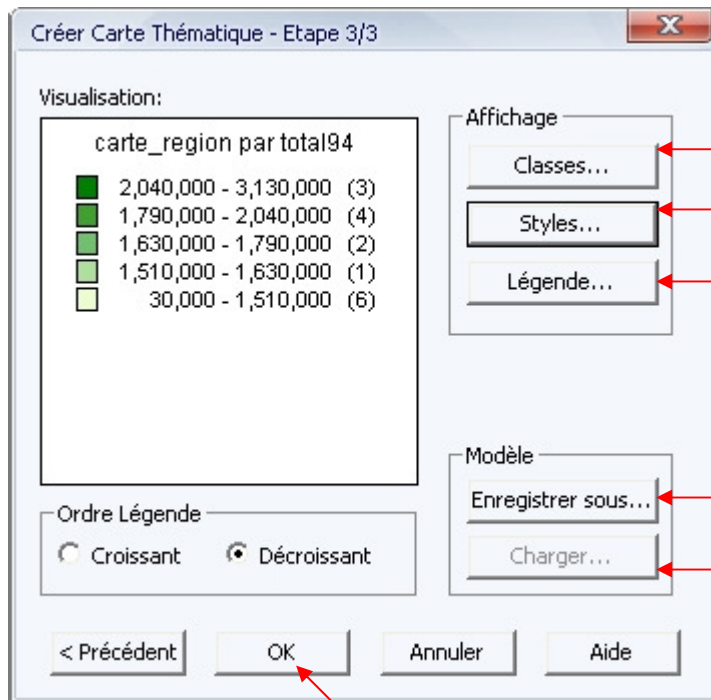 Créer Carte Thématique - Etape 3/3
Visualisation:
carte_region par total94
2,040,000 - 3,130,000 (3)
1,790,000 - 2,040,000 (4)
1,630,000 - 1,790,000 (2)
1,510,000 - 1,630,000 (1)
30,000 - 1,510,000 (6)
Affichage
Classes...
Styles...
Légende...
Ordre Légende
Croissant
Décroissant
Modèle
Enregistrer sous...
Charger...
< Précédent
OK
Annuler
Aide